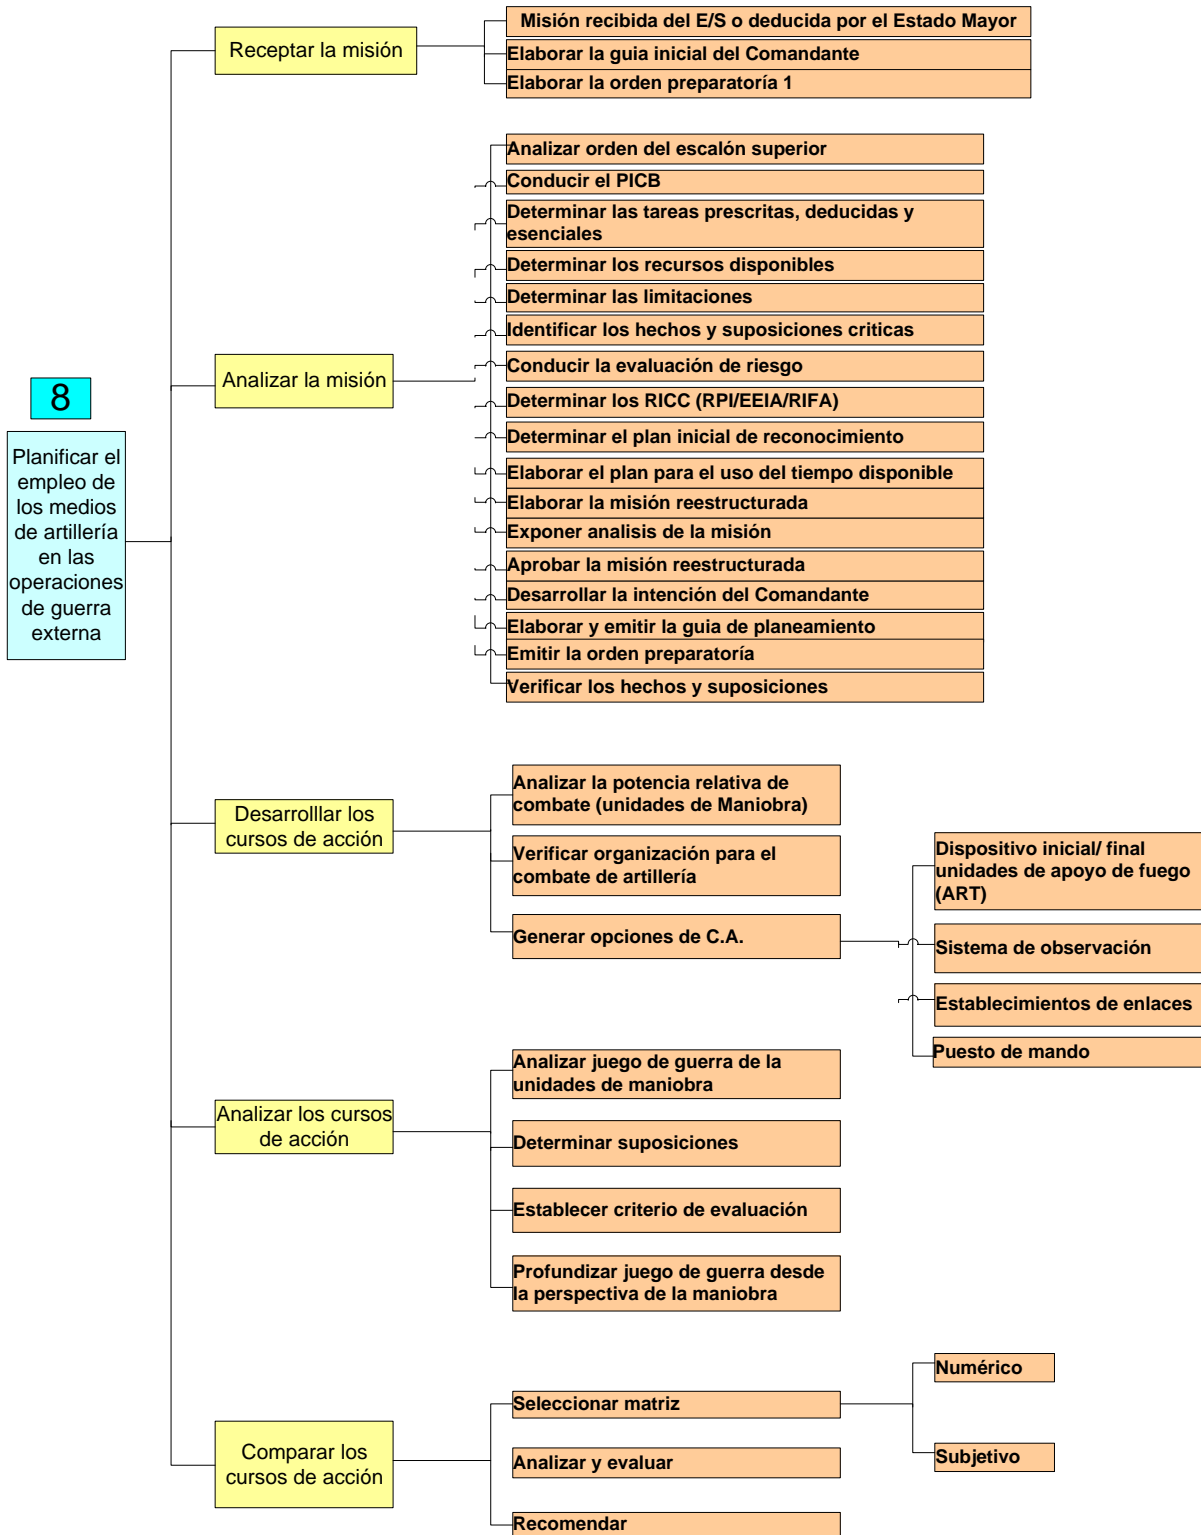 8
Planificar el
empleo de
los medios
de artillería
en las
operaciones
de guerra
externa
Receptar la misión
Misión recibida del E/S o deducida por el Estado Mayor
Elaborar la guia inicial del Comandante
Elaborar la orden preparatoría 1
Analizar la misión
Analizar orden del escalón superior
Conducir el PICB
Determinar las tareas prescritas, deducidas y
esenciales
Determinar los recursos disponibles
Determinar las limitaciones
Identificar los hechos y suposiciones criticas
Conducir la evaluación de riesgo
Determinar los RICC (RPI/EEIA/RIFA)
Determinar el plan inicial de reconocimiento
Elaborar el plan para el uso del tiempo disponible
Elaborar la misión reestructurada
Exponer analisis de la misión
Aprobar la misión reestructurada
Desarrollar la intención del Comandante
Elaborar y emitir la guia de planeamiento
Emitir la orden preparatoría
Verificar los hechos y suposiciones
Desarrolllar los
cursos de acción
Analizar la potencia relativa de
combate (unidades de Maniobra)
Verificar organización para el
combate de artillería
Generar opciones de C.A.
Dispositivo inicial/ final
unidades de apoyo de fuego
(ART)
Sistema de observación
Establecimientos de enlaces
Puesto de mando
Analizar los cursos
de acción
Analizar juego de guerra de la
unidades de maniobra
Determinar suposiciones
Establecer criterio de evaluación
Profundizar juego de guerra desde
la perspectiva de la maniobra
Comparar los
cursos de acción
Seleccionar matriz
Numérico
Subjetivo
Analizar y evaluar
Recomendar